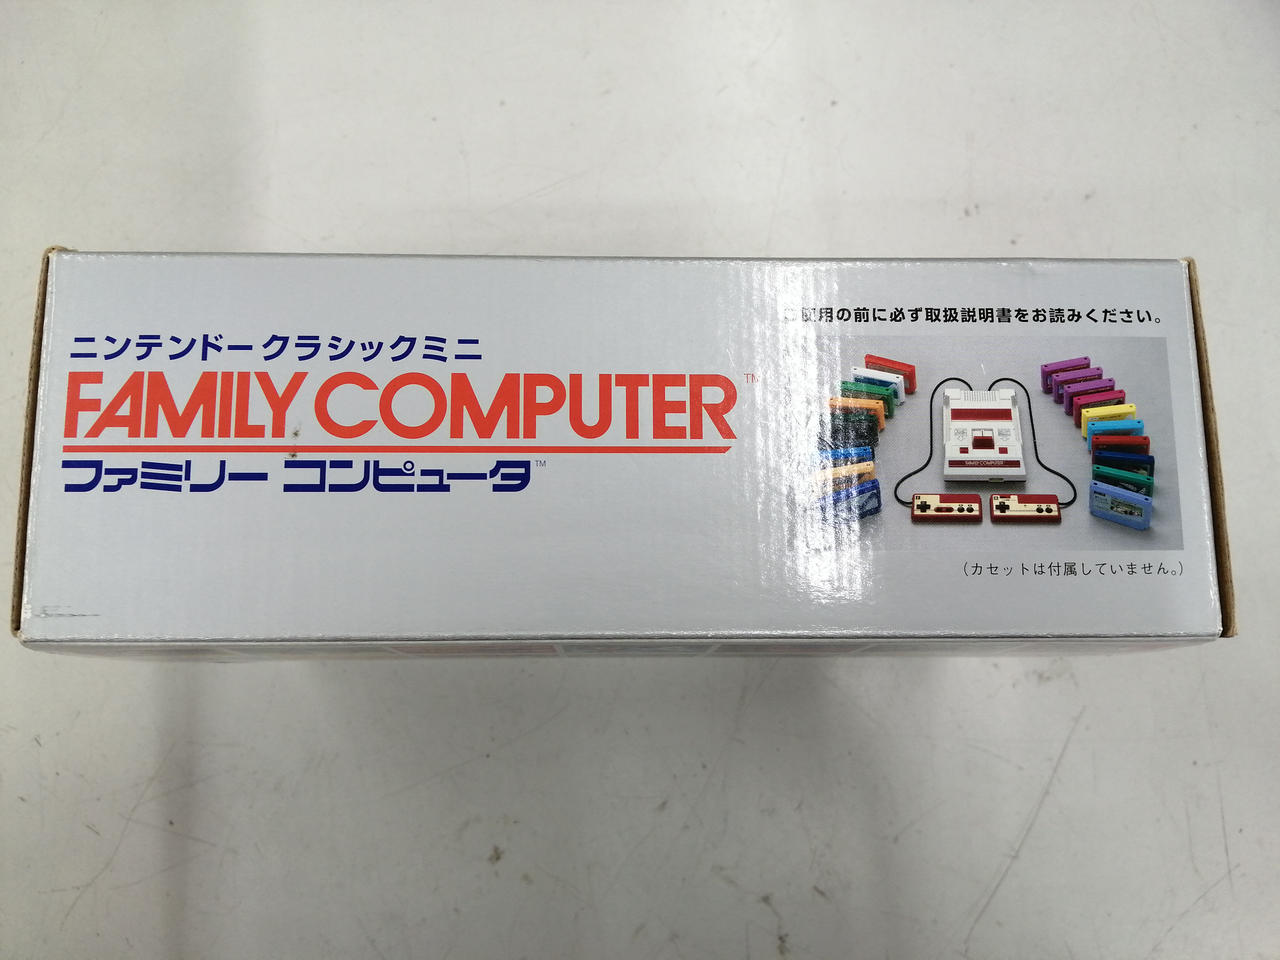 ニンテンドークラシックミニ
FAMILY COMPUTER™
ファミリー コンピュータ™
ご使用の前に必ず取扱説明書をお読みください。
FAMILY COMPUTER
（カセットは付属していません。）